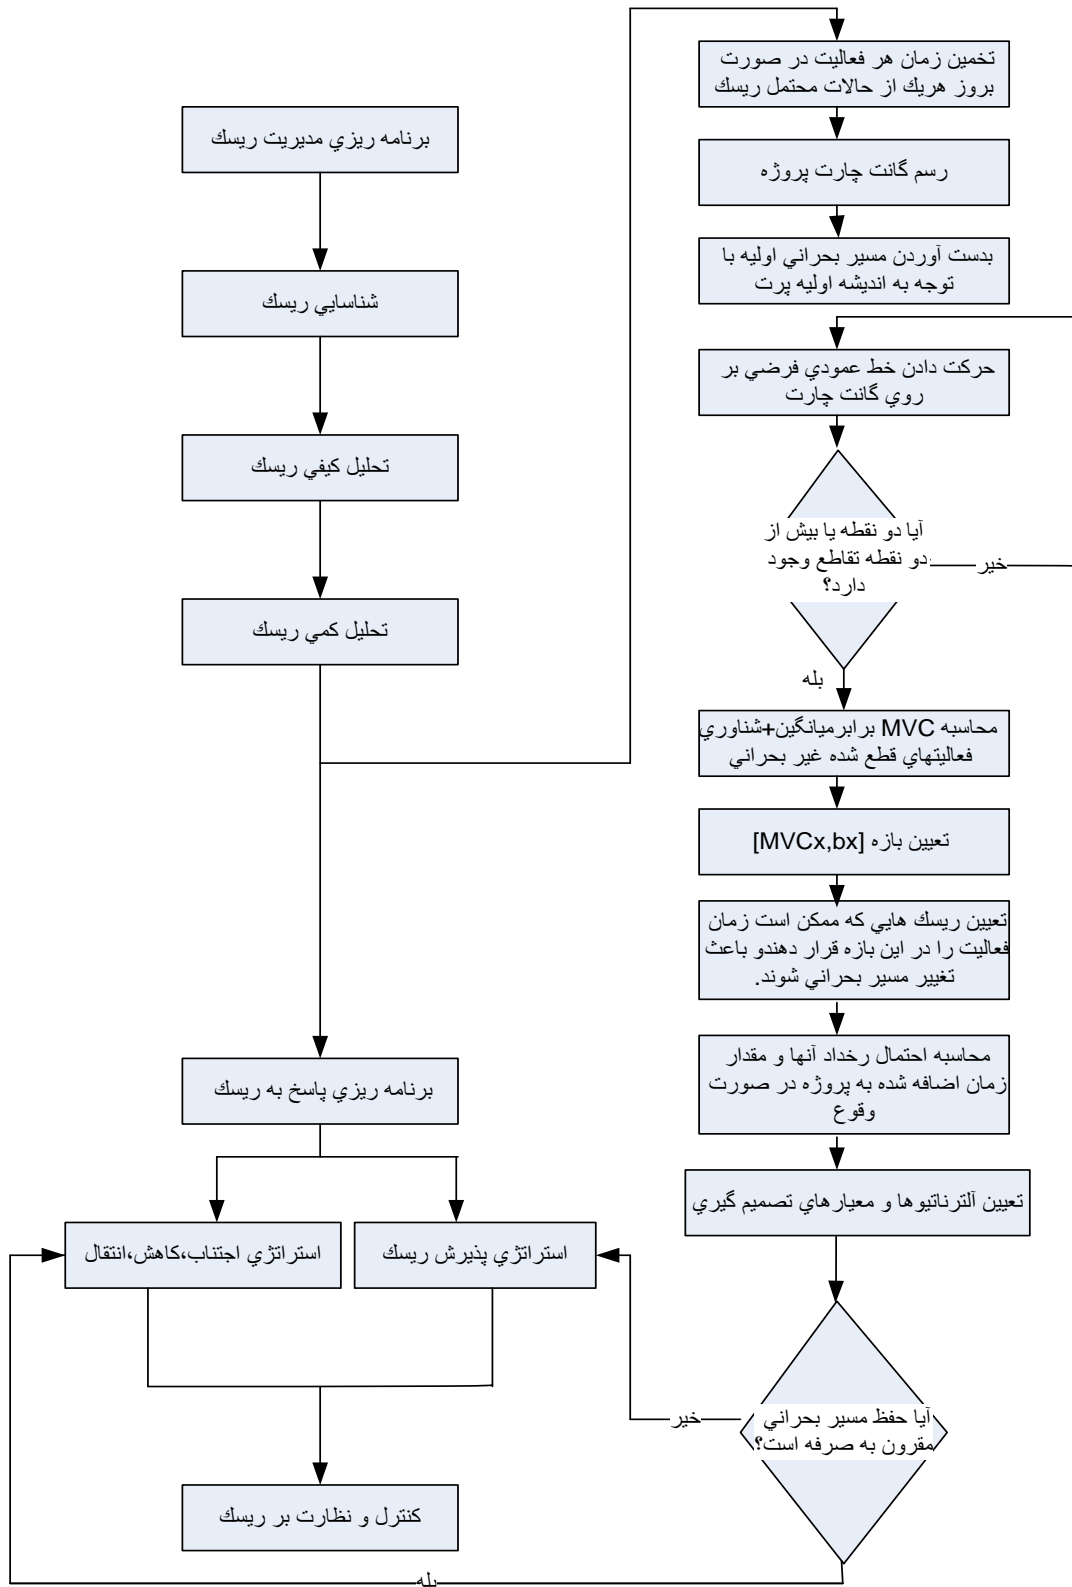 برنامه ريزي مديريت ريسك
شناسايي ريسك
تحليل كيفي ريسك
تحليل كمي ريسك
برنامه ريزي پاسخ به ريسك
استراتژي اجتناب،كاهش،انتقال
استراتژي پذيرش ريسك
كنترل و نظارت بر ريسك
تخمين زمان هر فعاليت در صورت
بروز هريك از حالات محتمل ريسك
رسم گانت چارت پروژه
بدست آوردن مسير بحراني اوليه با
توجه به انديشه اوليه پرت
حركت دادن خط عمودي فرضي بر
روي گانت چارت
آيا دو نقطه يا بيش از
دو نقطه تقاطع وجود
دارد؟
خير
بله
محاسبه MVC برابرميانگين+شناوري
فعاليتهاي قطع شده غير بحراني
تعيين بازه [MVCx,bx]
تعيين ريسك هايي كه ممكن است زمان
فعاليت را در اين بازه قرار دهندو باعث
تغيير مسير بحراني شوند.
محاسبه احتمال رخداد آنها و مقدار
زمان اضافه شده به پروژه در صورت
وقوع
تعيين آلترناتيوها و معيارهاي تصميم گيري
آيا حفظ مسير بحراني
مقرون به صرفه است؟
خير
بله